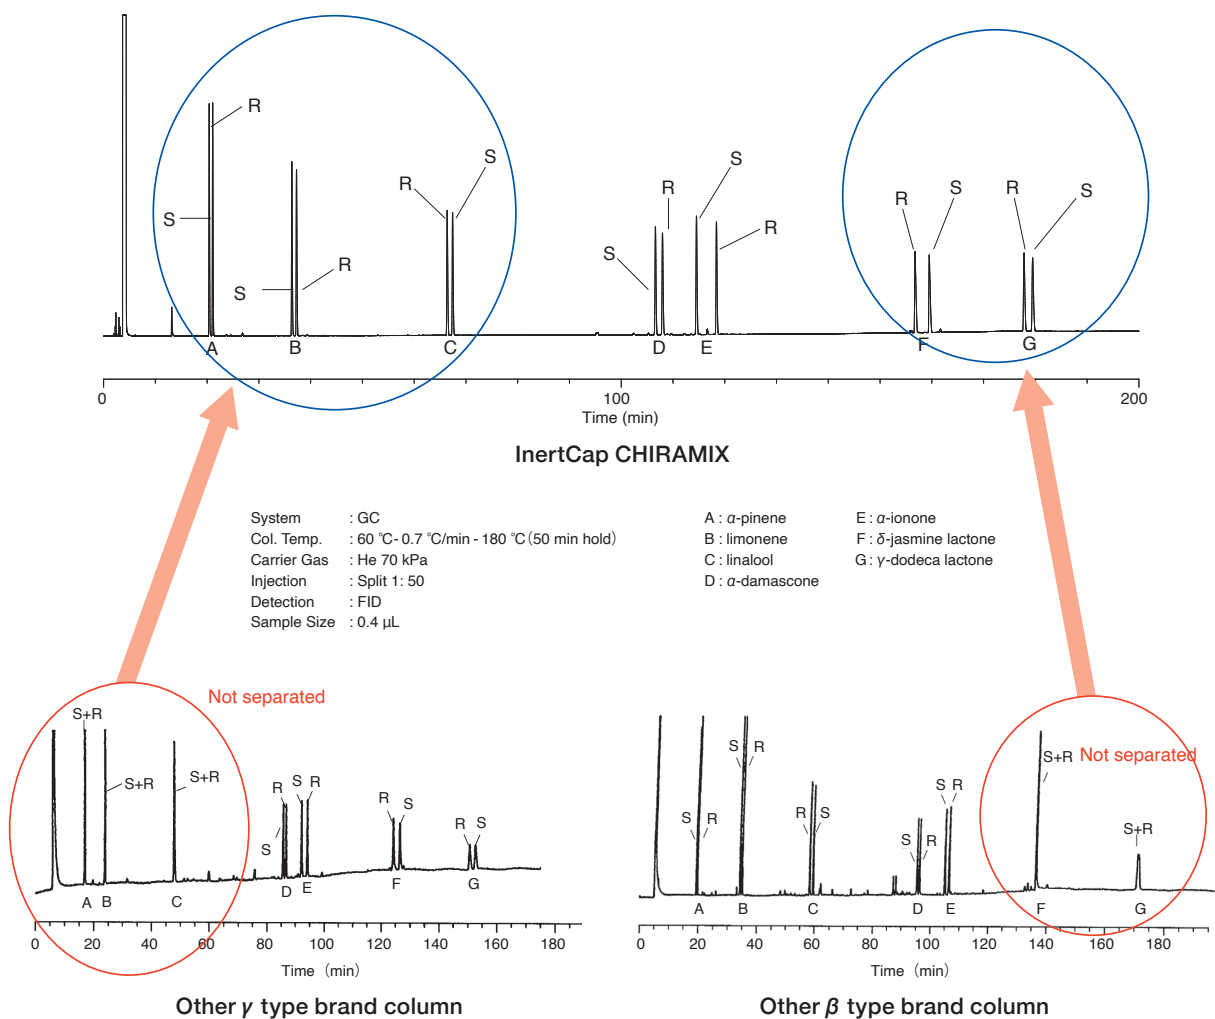 R
S
S
R
R
S
S
R
S
R
R
S
R
S
A
B
C
D
E
F
G
0
100
200
Time (min)
InertCap CHIRAMIX
System : GC
Col. Temp. : 60 ℃- 0.7 ℃/min - 180 ℃(50 min hold)
Carrier Gas : He 70 kPa
Injection : Split 1: 50
Detection : FID
Sample Size : 0.4 μL
A : α-pinene
B : limonene
C : linalool
D : α-damascone
E : α-ionone
F : δ-jasmine lactone
G : γ-dodeca lactone
Not separated
S+R
S+R
S+R
R
S
S
R
R
S
R
S
A
B
C
D
E
F
G
0 20 40 60 80 100 120 140 160 180
Time (min)
Other γ type brand column
Not separated
S
R
S
R
R
S
S
R
S
R
S+R
S+R
A
B
C
D
E
F
G
0 20 40 60 80 100 120 140 160 180
Time (min)
Other β type brand column